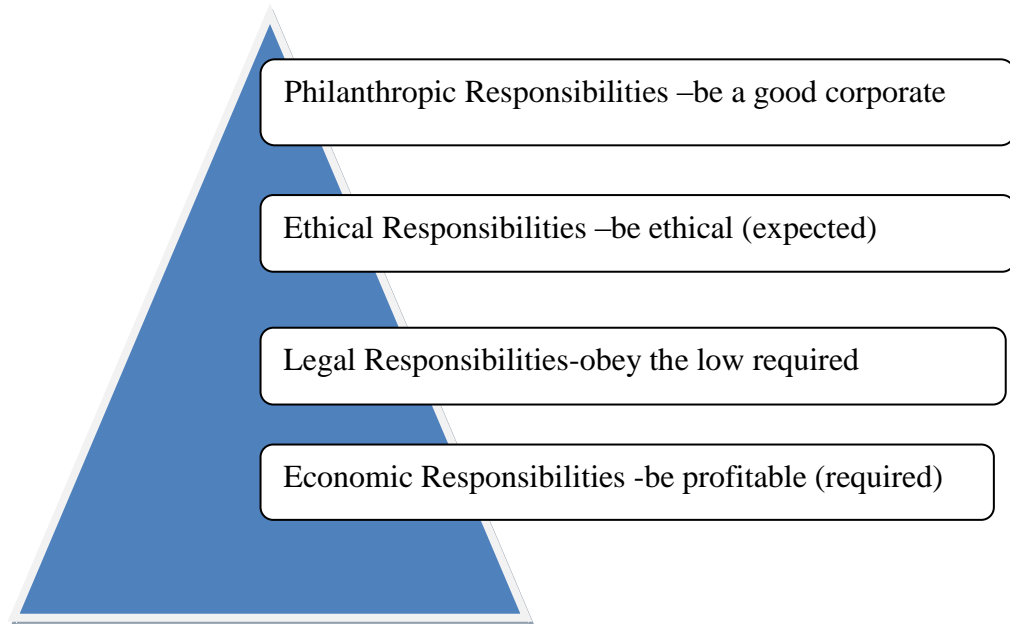 Philanthropic Responsibilities –be a good corporate
Ethical Responsibilities –be ethical (expected)
Legal Responsibilities-obey the low required
Economic Responsibilities -be profitable (required)